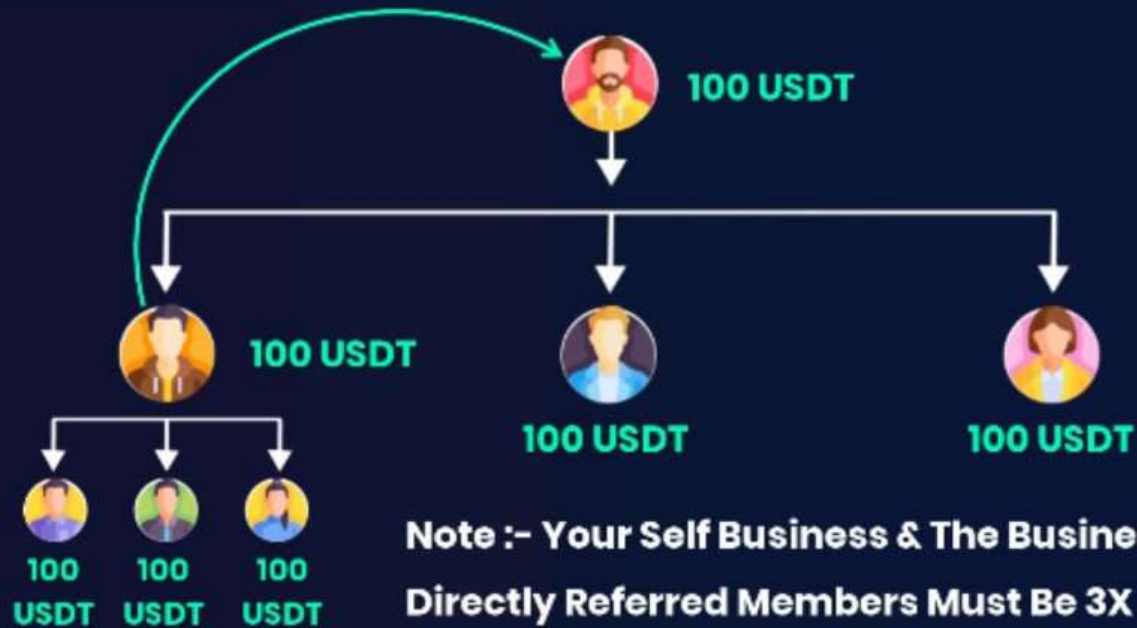 100 USDT
100 USDT
100 USDT
100 USDT
100 100 100
USDT USDT USDT
Note :- Your Self Business & The Busine
Directly Referred Members Must Be 3X